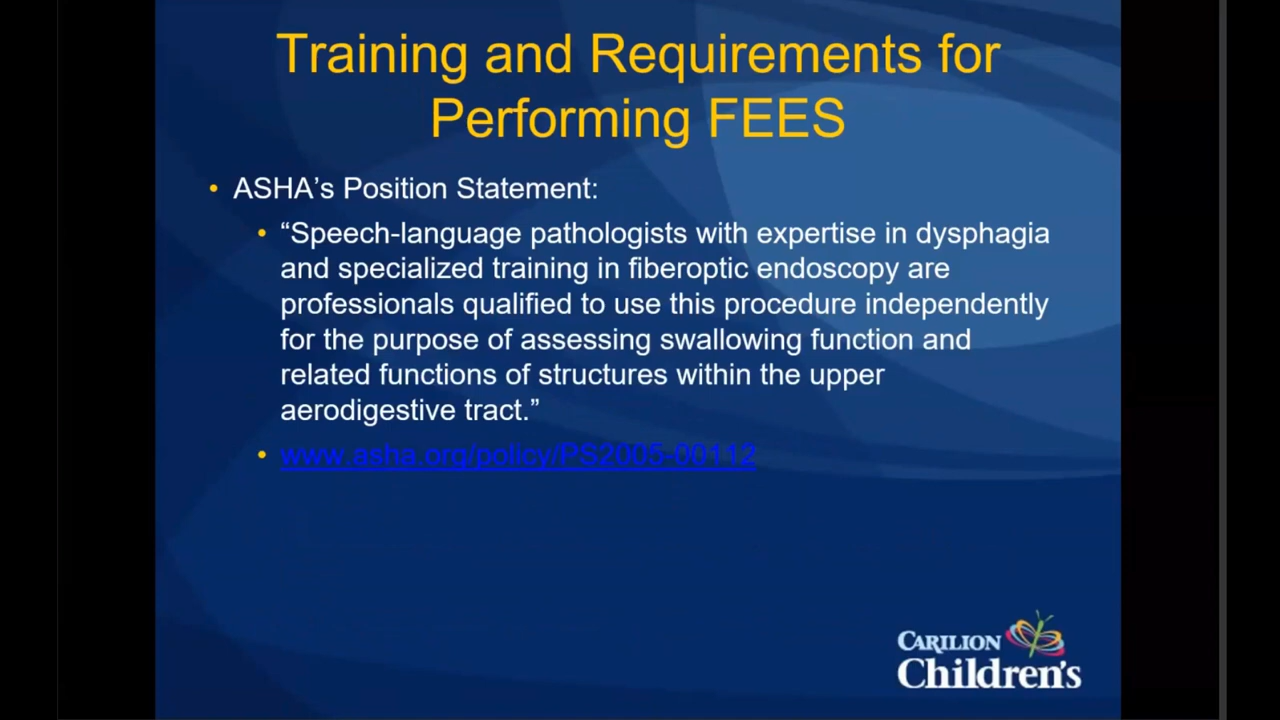 Training and Requirements for
Performing FEES
• ASHA’s Position Statement:
• “Speech-language pathologists with expertise in dysphagia
and specialized training in fiberoptic endoscopy are
professionals qualified to use this procedure independently
for the purpose of assessing swallowing function and
related functions of structures within the upper
aerodigestive tract.”
• www.asha.org/policy/PS2005-00112
CARILION
Children's